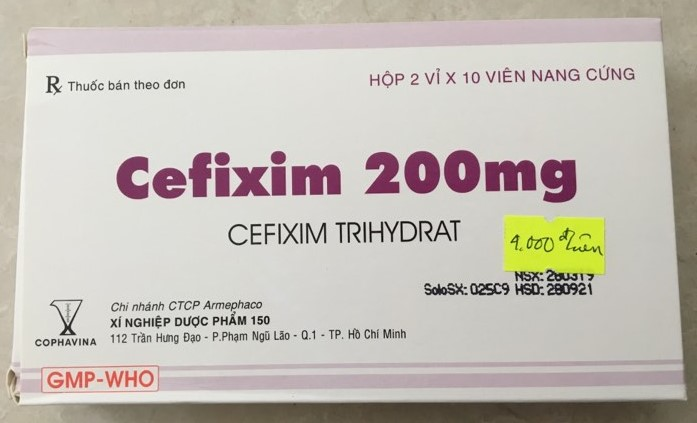 ℞ Thuốc bán theo đơn
HỘP 2 VỈ X 10 VIÊN NANG CỨNG
Cefixim 200mg
CEFIXIM TRIHYDRAT
4.000 đ/viên
NSX: 280319
SoloSX: 025C9 HSD: 280921
COPHAVINA
Chi nhánh CTCP Armephaco
XÍ NGHIỆP DƯỢC PHẨM 150
112 Trần Hưng Đạo - P.Phạm Ngũ Lão - Q.1 - TP. Hồ Chí Minh
GMP-WHO